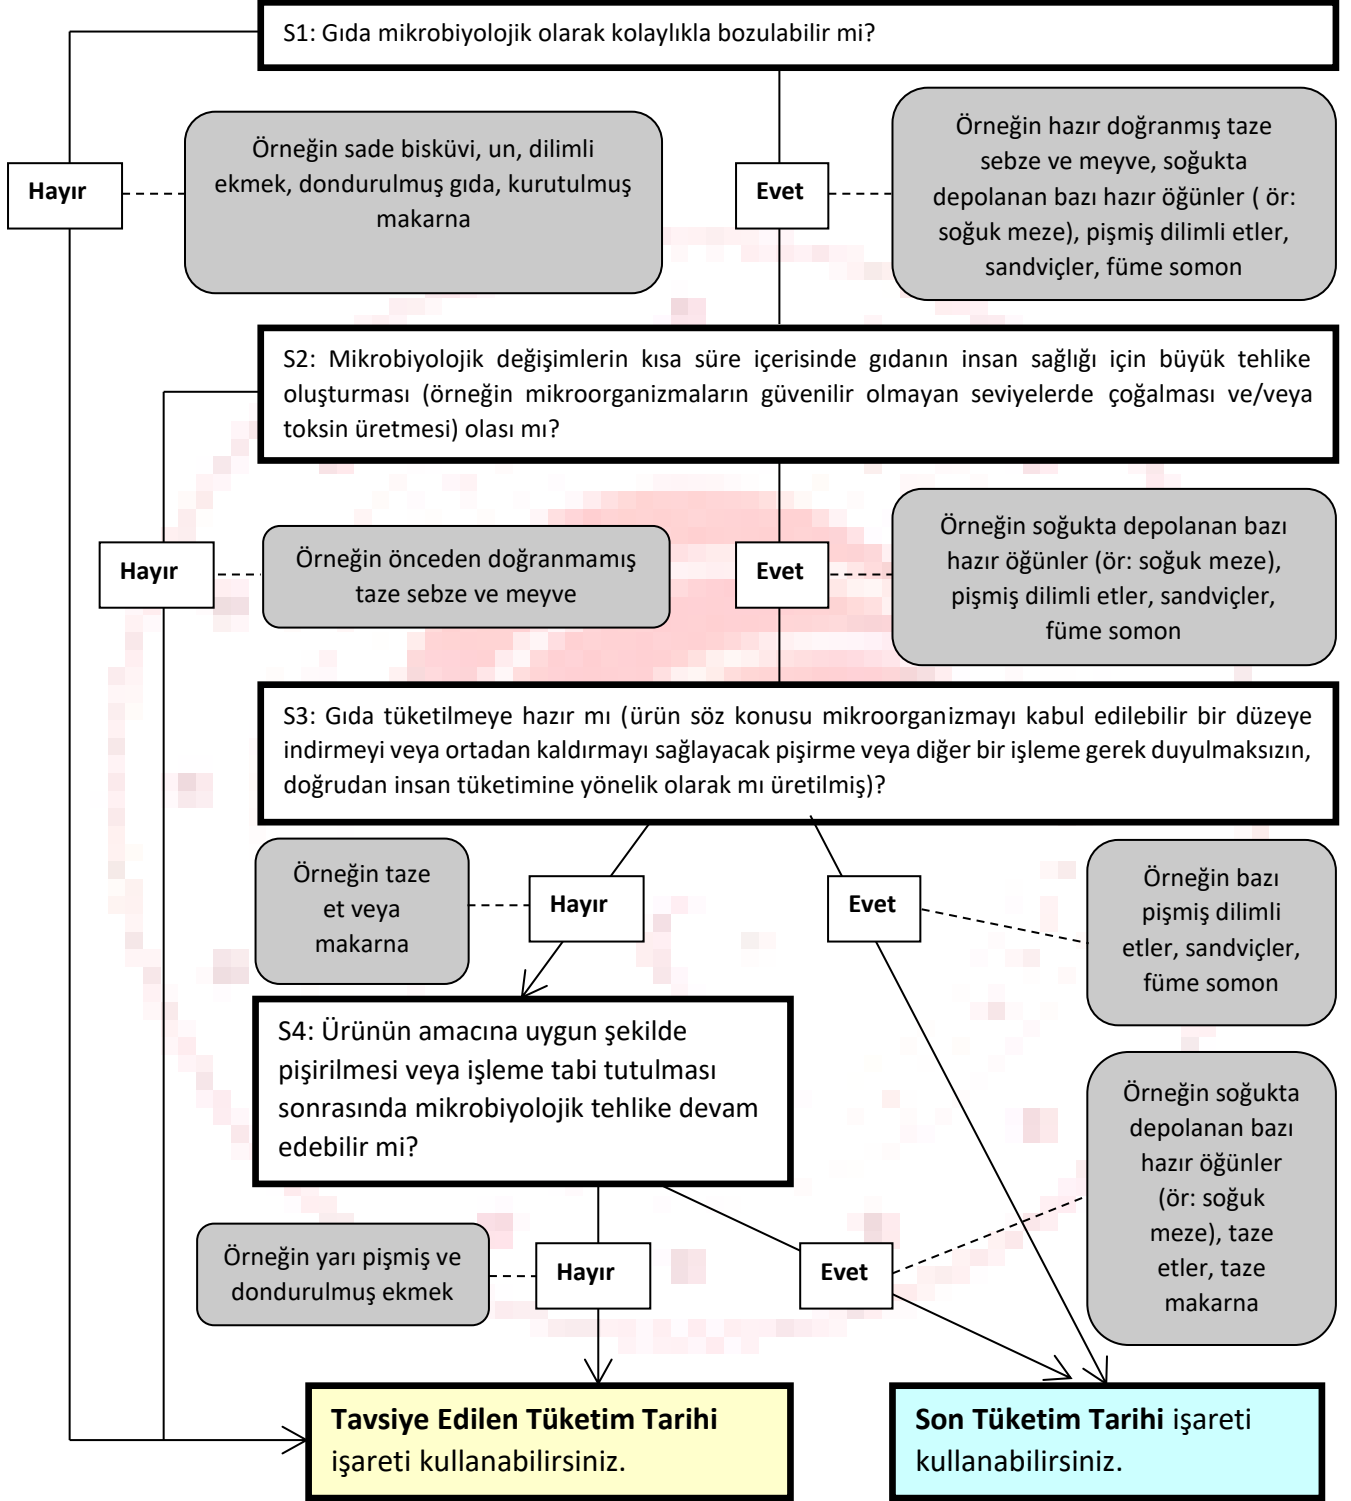 S1: Gıda mikrobiyolojik olarak kolaylıkla bozulabilir mi?
Hayır
Örneğin sade bisküvi, un, dilimli
ekmek, dondurulmuş gıda, kurutulmuş
makarna
Evet
Örneğin hazır doğranmış taze
sebze ve meyve, soğukta
depolanan bazı hazır öğünler ( ör:
soğuk meze), pişmiş dilimli etler,
sandviçler, füme somon
S2: Mikrobiyolojik değişimlerin kısa süre içerisinde gıdanın insan sağlığı için büyük tehlike
oluşturması (örneğin mikroorganizmaların güvenilir olmayan seviyelerde çoğalması ve/veya
toksin üretmesi) olası mı?
Hayır
Örneğin önceden doğranmamış
taze sebze ve meyve
Evet
Örneğin soğukta depolanan bazı
hazır öğünler (ör: soğuk meze),
pişmiş dilimli etler, sandviçler,
füme somon
S3: Gıda tüketilmeye hazır mı (ürün söz konusu mikroorganizmayı kabul edilebilir bir düzeye
indirmeyi veya ortadan kaldırmayı sağlayacak pişirme veya diğer bir işleme gerek duyulmaksızın,
doğrudan insan tüketimine yönelik olarak mı üretilmiş)?
Örneğin taze
et veya
makarna
Hayır
Evet
Örneğin bazı
pişmiş dilimli
etler, sandviçler,
füme somon
S4: Ürünün amacına uygun şekilde
pişirilmesi veya işleme tabi tutulması
sonrasında mikrobiyolojik tehlike devam
edebilir mi?
Örneğin yarı pişmiş ve
dondurulmuş ekmek
Hayır
Evet
Örneğin soğukta
depolanan bazı
hazır öğünler
(ör: soğuk
meze), taze
etler, taze
makarna
Tavsiye Edilen Tüketim Tarihi
işareti kullanabilirsiniz.
Son Tüketim Tarihi işareti
kullanabilirsiniz.